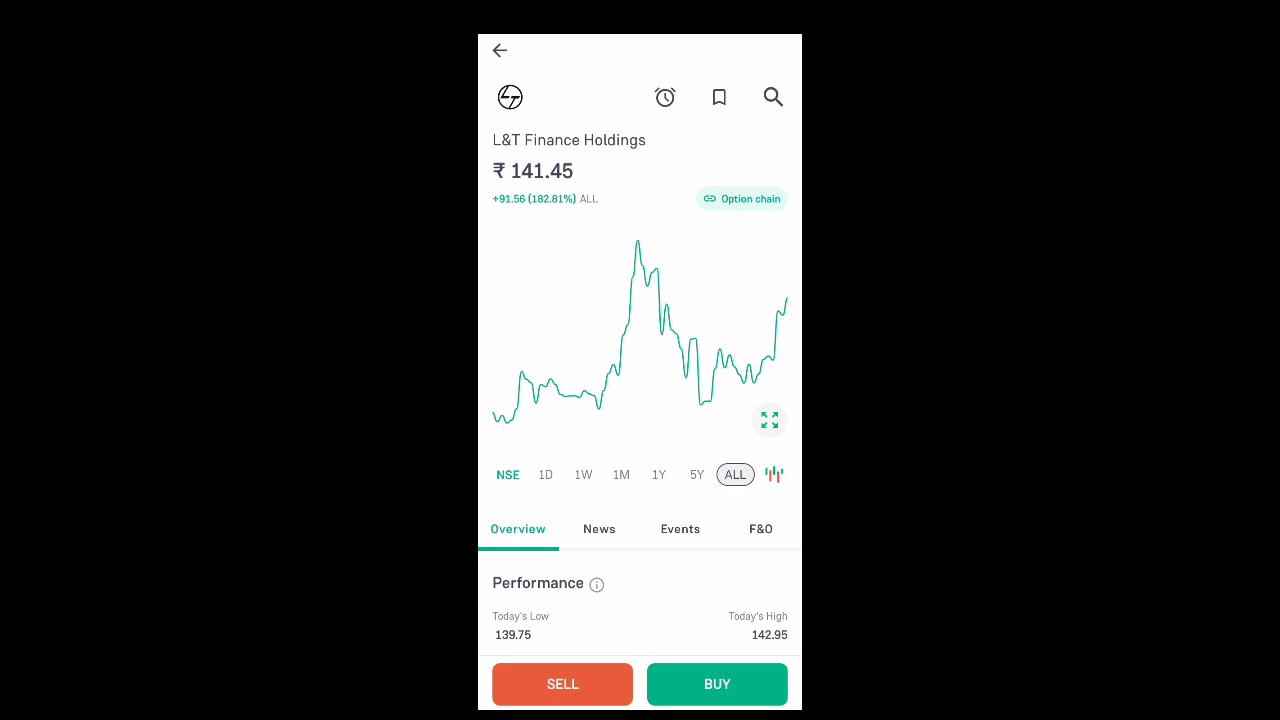 L&T Finance Holdings
₹ 141.45
+91.56 (182.81%) ALL
Option chain
NSE 1D 1W 1M 1Y 5Y ALL
Overview News Events F&O
Performance
Today's Low Today's High
139.75 142.95
SELL BUY